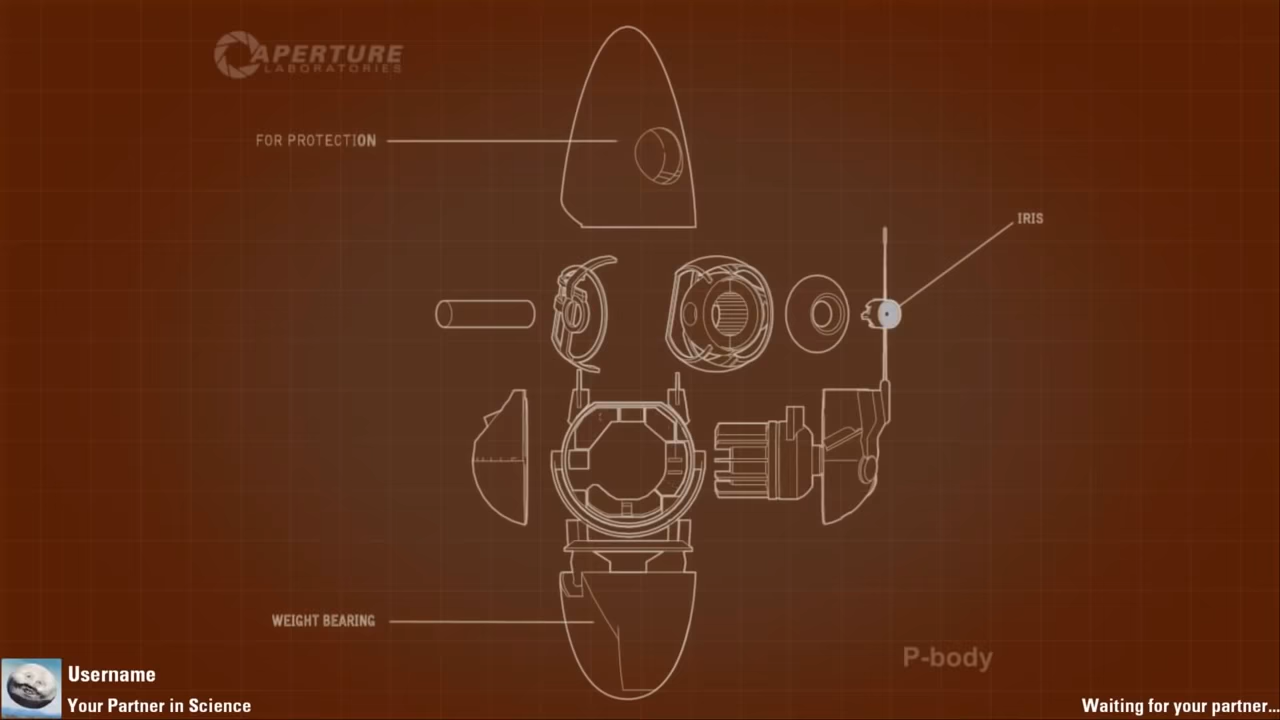 APERTURE
LABORATORIES
FOR PROTECTION
IRIS
WEIGHT BEARING
P-body
Username
Your Partner in Science
Waiting for your partner...